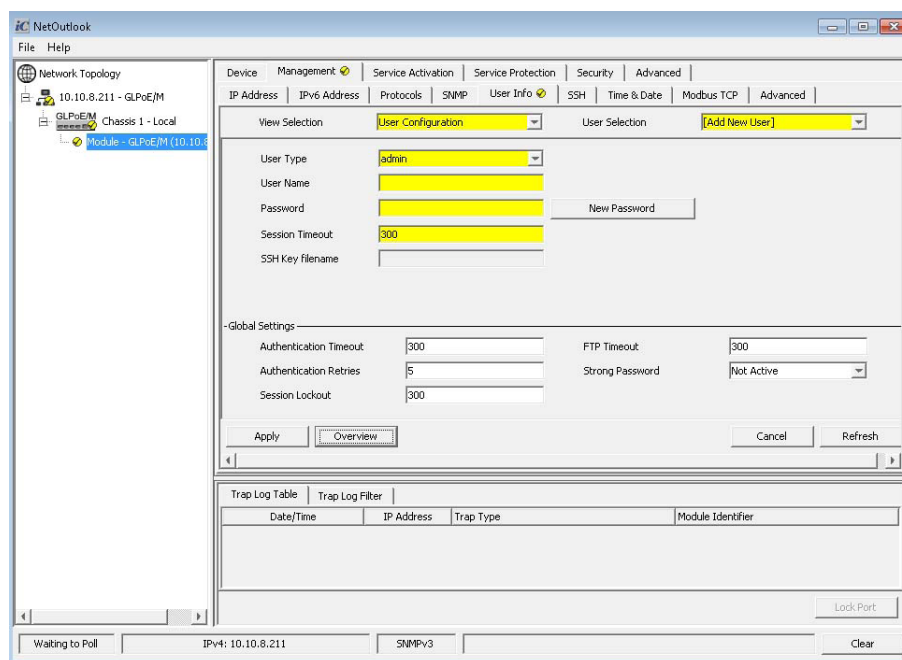 iC NetOutlook
File Help
Network Topology
10.10.8.211 - GLPoE/M
GLPoE/M Chassis 1 - Local
Module - GLPoE/M (10.10.8
Device Management Service Activation Service Protection Security Advanced
IP Address IPv6 Address Protocols SNMP User Info SSH Time & Date Modbus TCP Advanced
View Selection User Configuration User Selection [Add New User]
User Type admin
User Name
Password New Password
Session Timeout 300
SSH Key filename
Global Settings
Authentication Timeout 300 FTP Timeout 300
Authentication Retries 5 Strong Password Not Active
Session Lockout 300
Apply Overview Cancel Refresh
Trap Log Table Trap Log Filter
Date/Time IP Address Trap Type Module Identifier
Lock Port
Waiting to Poll IPv4: 10.10.8.211 SNMPv3 Clear